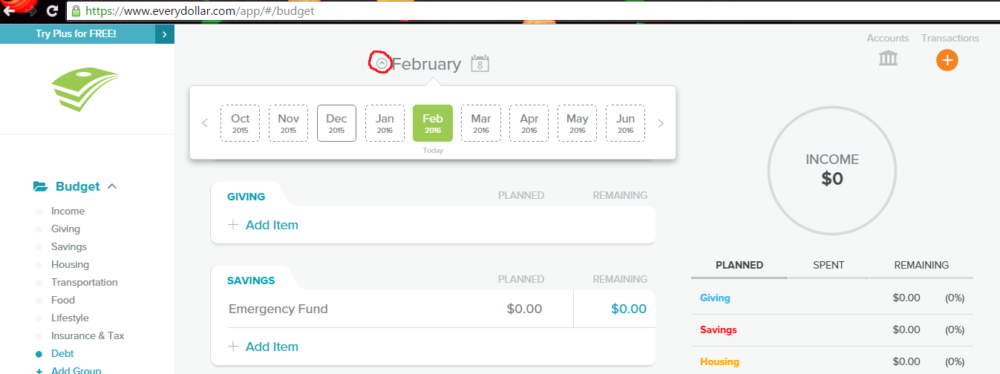 https://www.everydollar.com/app/#/budget
Try Plus for FREE! >
Accounts Transactions
February 8
Oct Nov Dec Jan Feb Mar Apr May Jun
2015 2015 2015 2016 2016 2016 2016 2016 2016
Today
INCOME
$0
Budget
Income
Giving
Savings
Housing
Transportation
Food
Lifestyle
Insurance & Tax
Debt
+ Add Group
GIVING PLANNED REMAINING
+ Add Item
SAVINGS PLANNED REMAINING
Emergency Fund $0.00 $0.00
+ Add Item
PLANNED SPENT REMAINING
Giving $0.00 (0%)
Savings $0.00 (0%)
Housing $0.00 (0%)